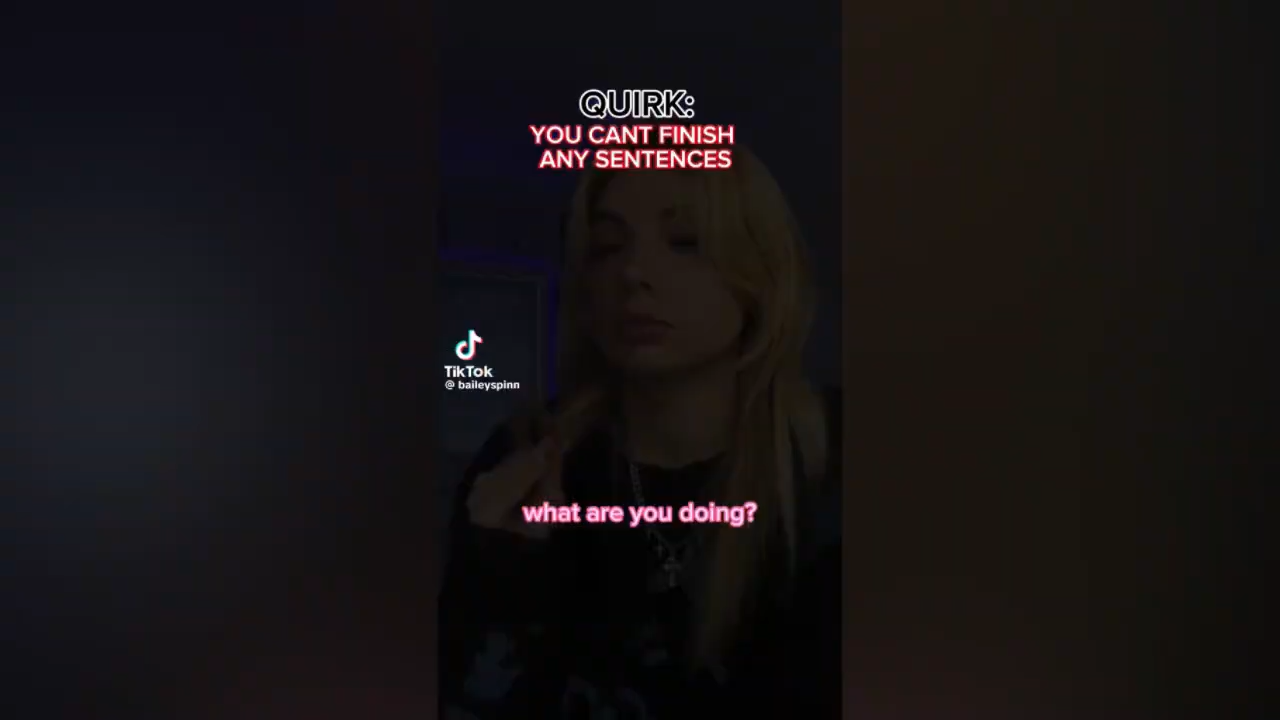 QUIRK:
YOU CANT FINISH
ANY SENTENCES
TikTok
@ baileyspinn
what are you doing?